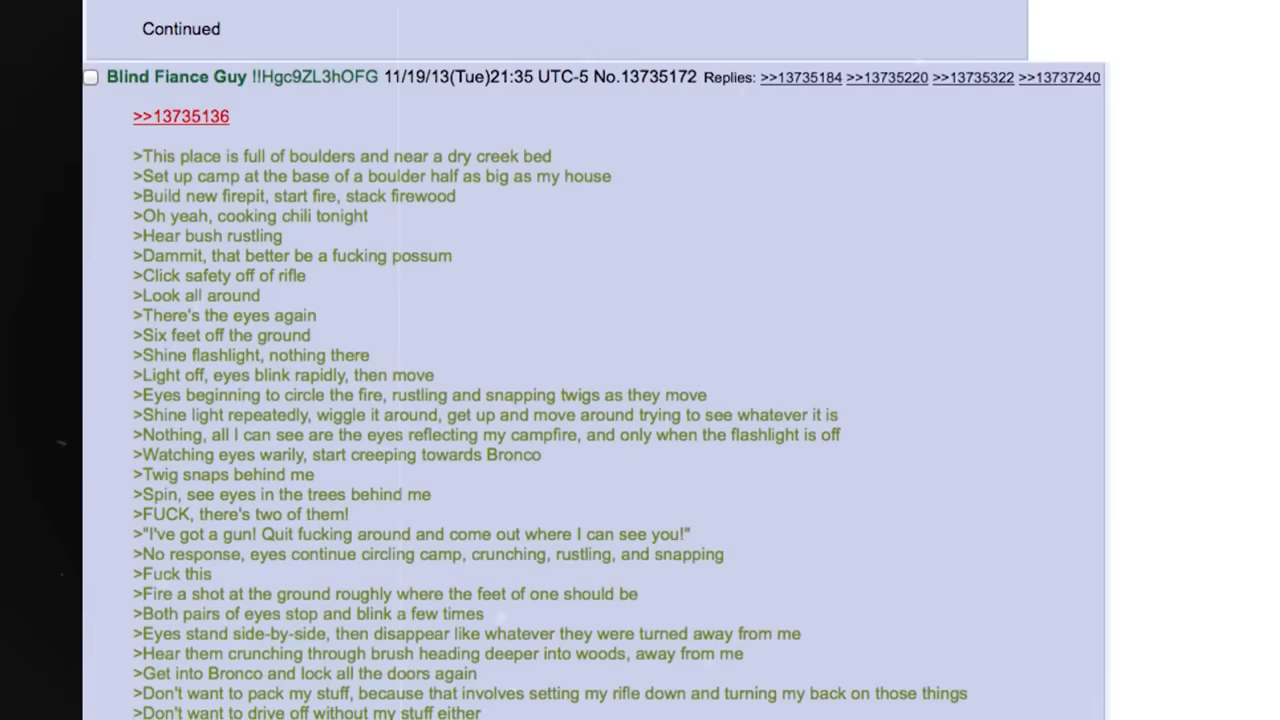 Continued
Blind Fiance Guy !!Hgc9ZL3hOFG 11/19/13(Tue)21:35 UTC-5 No.13735172 Replies: >>13735184 >>13735220 >>13735322 >>13737240
>>13735136
>This place is full of boulders and near a dry creek bed
>Set up camp at the base of a boulder half as big as my house
>Build new firepit, start fire, stack firewood
>Oh yeah, cooking chili tonight
>Hear bush rustling
>Dammit, that better be a fucking possum
>Click safety off of rifle
>Look all around
>There's the eyes again
>Six feet off the ground
>Shine flashlight, nothing there
>Light off, eyes blink rapidly, then move
>Eyes beginning to circle the fire, rustling and snapping twigs as they move
>Shine light repeatedly, wiggle it around, get up and move around trying to see whatever it is
>Nothing, all I can see are the eyes reflecting my campfire, and only when the flashlight is off
>Watching eyes warily, start creeping towards Bronco
>Twig snaps behind me
>Spin, see eyes in the trees behind me
>FUCK, there's two of them!
>"I've got a gun! Quit fucking around and come out where I can see you!"
>No response, eyes continue circling camp, crunching, rustling, and snapping
>Fuck this
>Fire a shot at the ground roughly where the feet of one should be
>Both pairs of eyes stop and blink a few times
>Eyes stand side-by-side, then disappear like whatever they were turned away from me
>Hear them crunching through brush heading deeper into woods, away from me
>Get into Bronco and lock all the doors again
>Don't want to pack my stuff, because that involves setting my rifle down and turning my back on those things
>Don't want to drive off without my stuff either